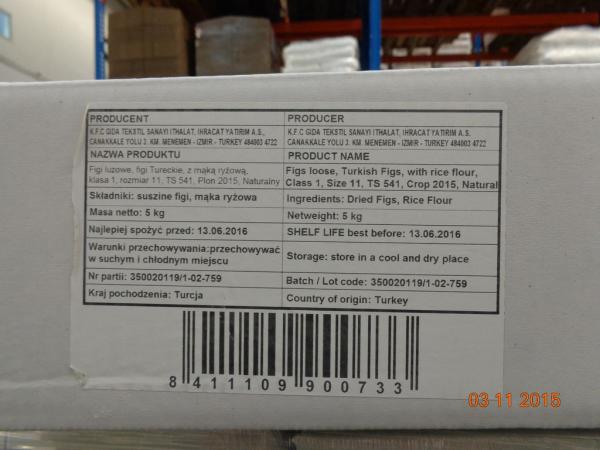 PRODUCENT
K.F.C GIDA TEKSTIL SANAYI ITHALAT, IHRACAT YATIRIM A.S.,
CANAKKALE YOLU J. KM. MENEMEN - IZMIR - TURKEY 484003 4722
PRODUCER
K.F.C GIDA TEKSTIL SANAYI ITHALAT, IHRACAT YATIRIM A.S.,
CANAKKALE YOLU J. KM. MENEMEN - IZMIR - TURKEY 484003 4722
NAZWA PRODUKTU
Figi luzowe, figi Tureckie, z mąką ryżową,
klasa 1, rozmiar 11, TS 541, Plon 2015, Naturalny
PRODUCT NAME
Figs loose, Turkish Figs, with rice flour,
Class 1, Size 11, TS 541, Crop 2015, Natural
Składniki: suszine figi, mąka ryżowa
Ingredients: Dried Figs, Rice Flour
Masa netto: 5 kg
Netweight: 5 kg
Najlepiej spożyć przed: 13.06.2016
SHELF LIFE best before: 13.06.2016
Warunki przechowywania:przechowywać
w suchym i chłodnym miejscu
Storage: store in a cool and dry place
Nr partii: 350020119/1-02-759
Batch / Lot code: 350020119/1-02-759
Kraj pochodzenia: Turcja
Country of origin: Turkey
8 411109 900733
03 11 2015